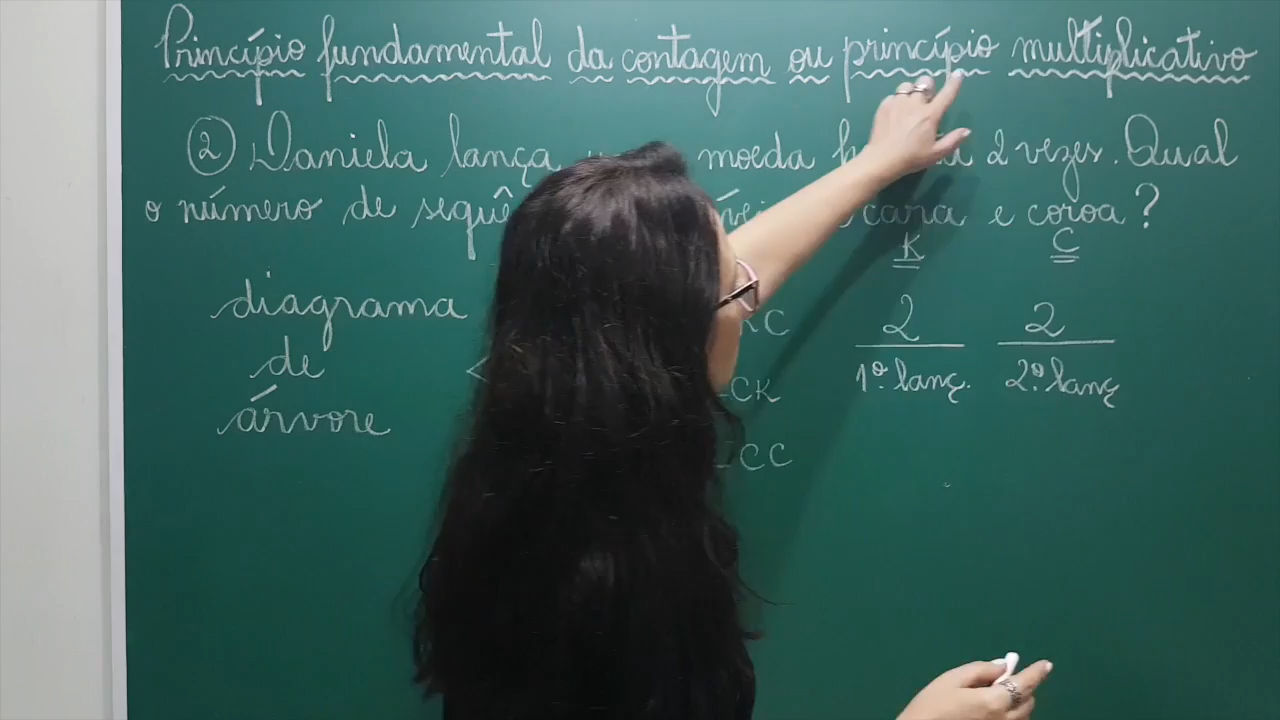 Princípio fundamental da contagem ou princípio multiplicativo
② Daniela lança moeda 2 vezes. Qual
o número de cara e coroa?
K C
diagrama
de
árvore
KC
CK
CC
2 2
1º lanç. 2º lanç